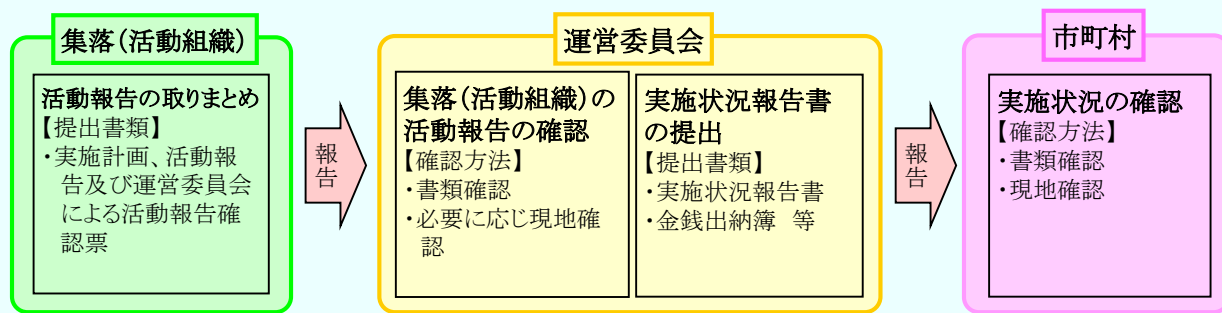 集落（活動組織）
活動報告の取りまとめ
【提出書類】
・実施計画、活動報
告及び運営委員会
による活動報告確
認票
報告
運営委員会
集落（活動組織）の
活動報告の確認
【確認方法】
・書類確認
・必要に応じ現地確
認
実施状況報告書
の提出
【提出書類】
・実施状況報告書
・金銭出納簿　等
報告
市町村
実施状況の確認
【確認方法】
・書類確認
・現地確認